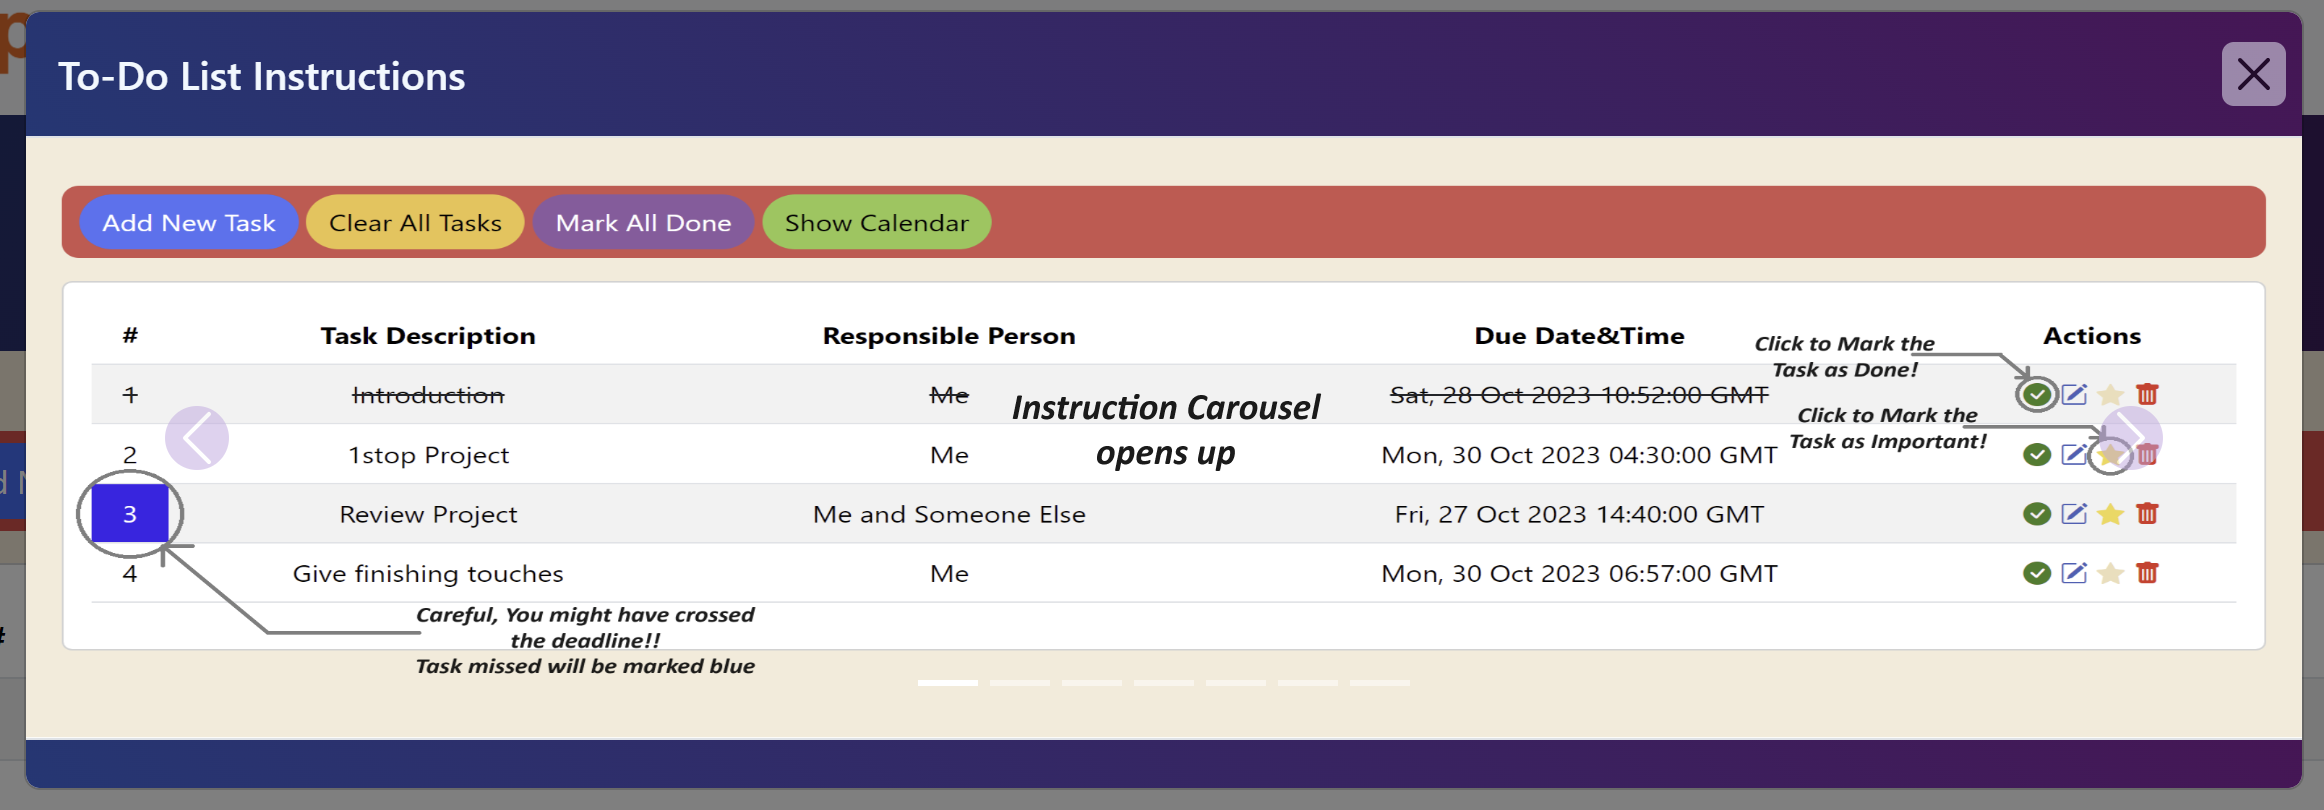 To-Do List Instructions
Add New Task Clear All Tasks Mark All Done Show Calendar
# Task Description Responsible Person Due Date&Time Actions
Click to Mark the
Task as Done!
1 Introduction Me Sat, 28 Oct 2023 10:52:00 GMT
Instruction Carousel
opens up
Click to Mark the
Task as Important!
2 1stop Project Me Mon, 30 Oct 2023 04:30:00 GMT
3 Review Project Me and Someone Else Fri, 27 Oct 2023 14:40:00 GMT
4 Give finishing touches Me Mon, 30 Oct 2023 06:57:00 GMT
Careful, You might have crossed
the deadline!!
Task missed will be marked blue
#